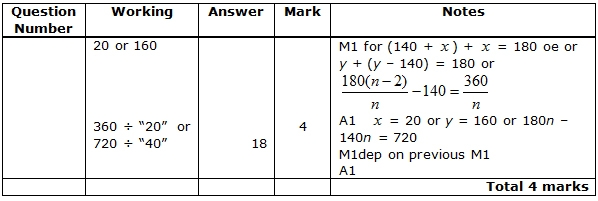 Question Number Working Answer Mark Notes
20 or 160
360 ÷ "20" or
720 ÷ "40"
18
4
M1 for (140 + x) + x = 180 oe or
y + (y – 140) = 180 or
180(n−2)/n −140 = 360/n
A1 x = 20 or y = 160 or 180n –
140n = 720
M1dep on previous M1
A1
Total 4 marks